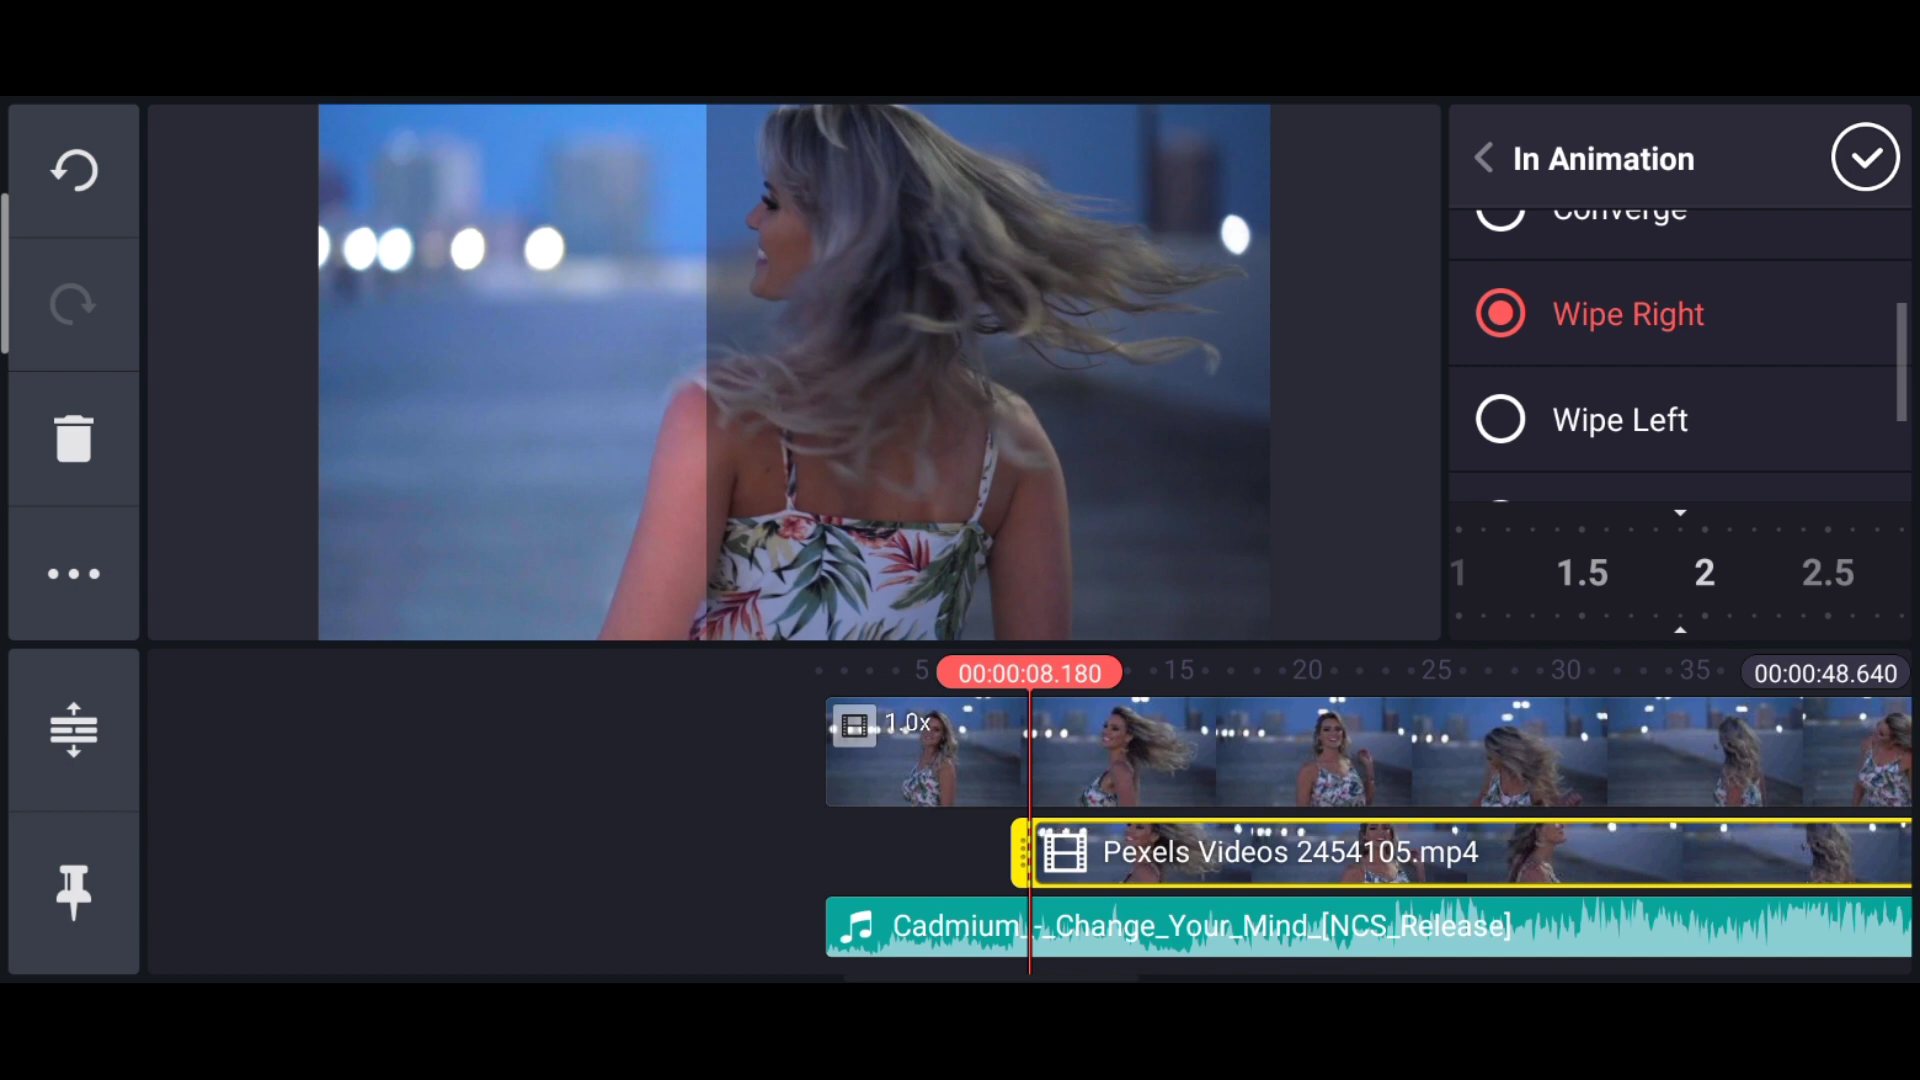 In Animation
Converge
Wipe Right
Wipe Left
1 1.5 2 2.5
5 00:00:08.180 15 20 25 30 35 00:00:48.640
1.0x
Pexels Videos 2454105.mp4
Cadmium_-_Change_Your_Mind_[NCS_Release]